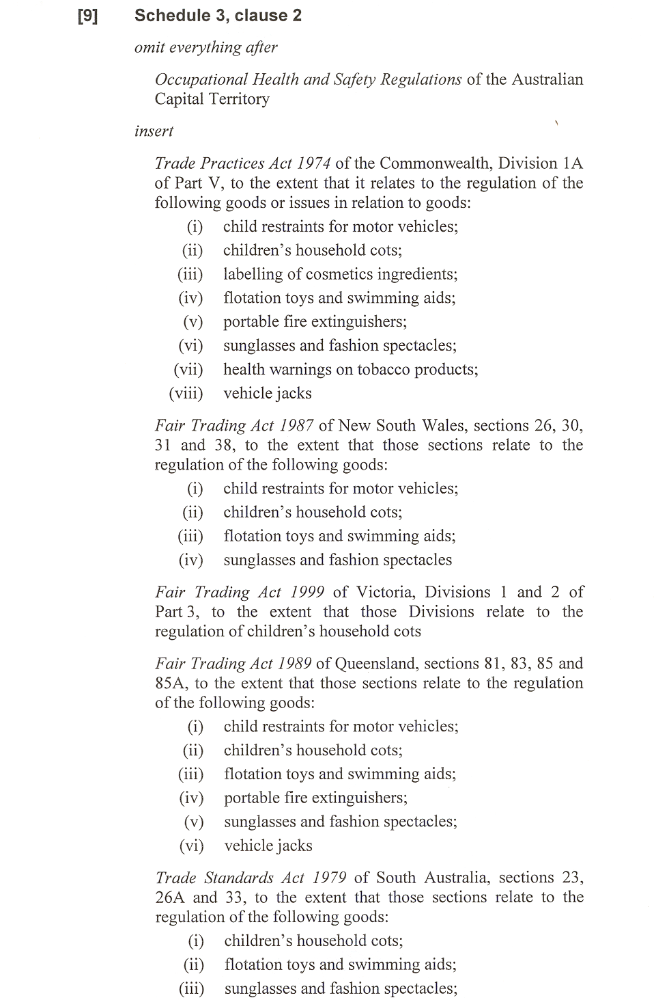 [9] Schedule 3, clause 2
omit everything after
Occupational Health and Safety Regulations of the Australian
Capital Territory
insert
Trade Practices Act 1974 of the Commonwealth, Division 1A
of Part V, to the extent that it relates to the regulation of the
following goods or issues in relation to goods:
(i) child restraints for motor vehicles;
(ii) children's household cots;
(iii) labelling of cosmetics ingredients;
(iv) flotation toys and swimming aids;
(v) portable fire extinguishers;
(vi) sunglasses and fashion spectacles;
(vii) health warnings on tobacco products;
(viii) vehicle jacks
Fair Trading Act 1987 of New South Wales, sections 26, 30,
31 and 38, to the extent that those sections relate to the
regulation of the following goods:
(i) child restraints for motor vehicles;
(ii) children's household cots;
(iii) flotation toys and swimming aids;
(iv) sunglasses and fashion spectacles
Fair Trading Act 1999 of Victoria, Divisions 1 and 2 of
Part 3, to the extent that those Divisions relate to the
regulation of children's household cots
Fair Trading Act 1989 of Queensland, sections 81, 83, 85 and
85A, to the extent that those sections relate to the regulation
of the following goods:
(i) child restraints for motor vehicles;
(ii) children's household cots;
(iii) flotation toys and swimming aids;
(iv) portable fire extinguishers;
(v) sunglasses and fashion spectacles;
(vi) vehicle jacks
Trade Standards Act 1979 of South Australia, sections 23,
26A and 33, to the extent that those sections relate to the
regulation of the following goods:
(i) children's household cots;
(ii) flotation toys and swimming aids;
(iii) sunglasses and fashion spectacles;